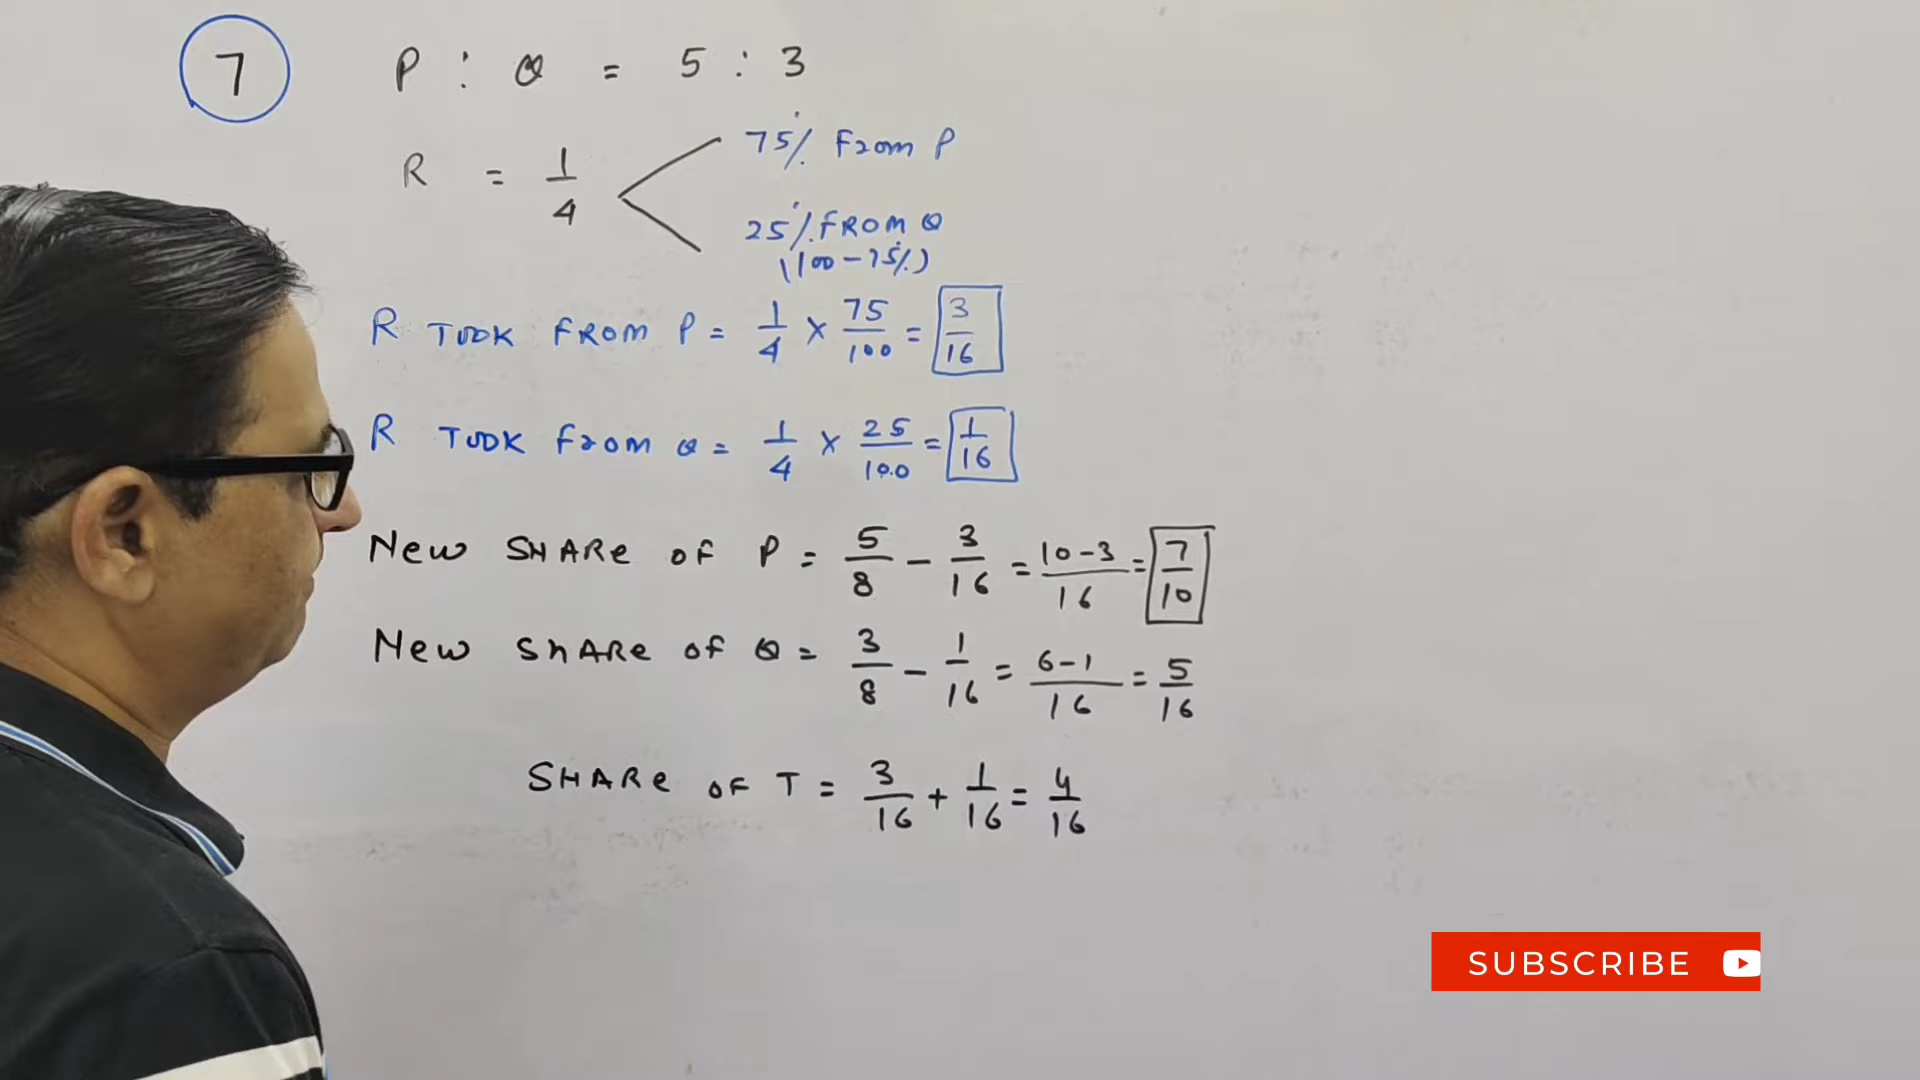 7 P : Q = 5 : 3
R = 1/4
75% From P
25% FROM Q
(100-75%)
R TOOK FROM P = 1/4 × 75/100 = 3/16
R TOOK From Q = 1/4 × 25/100 = 1/16
New SHARe of P = 5/8 - 3/16 = 10-3/16 = 7/10
New ShARe of Q = 3/8 - 1/16 = 6-1/16 = 5/16
SHARe of T = 3/16 + 1/16 = 4/16
SUBSCRIBE